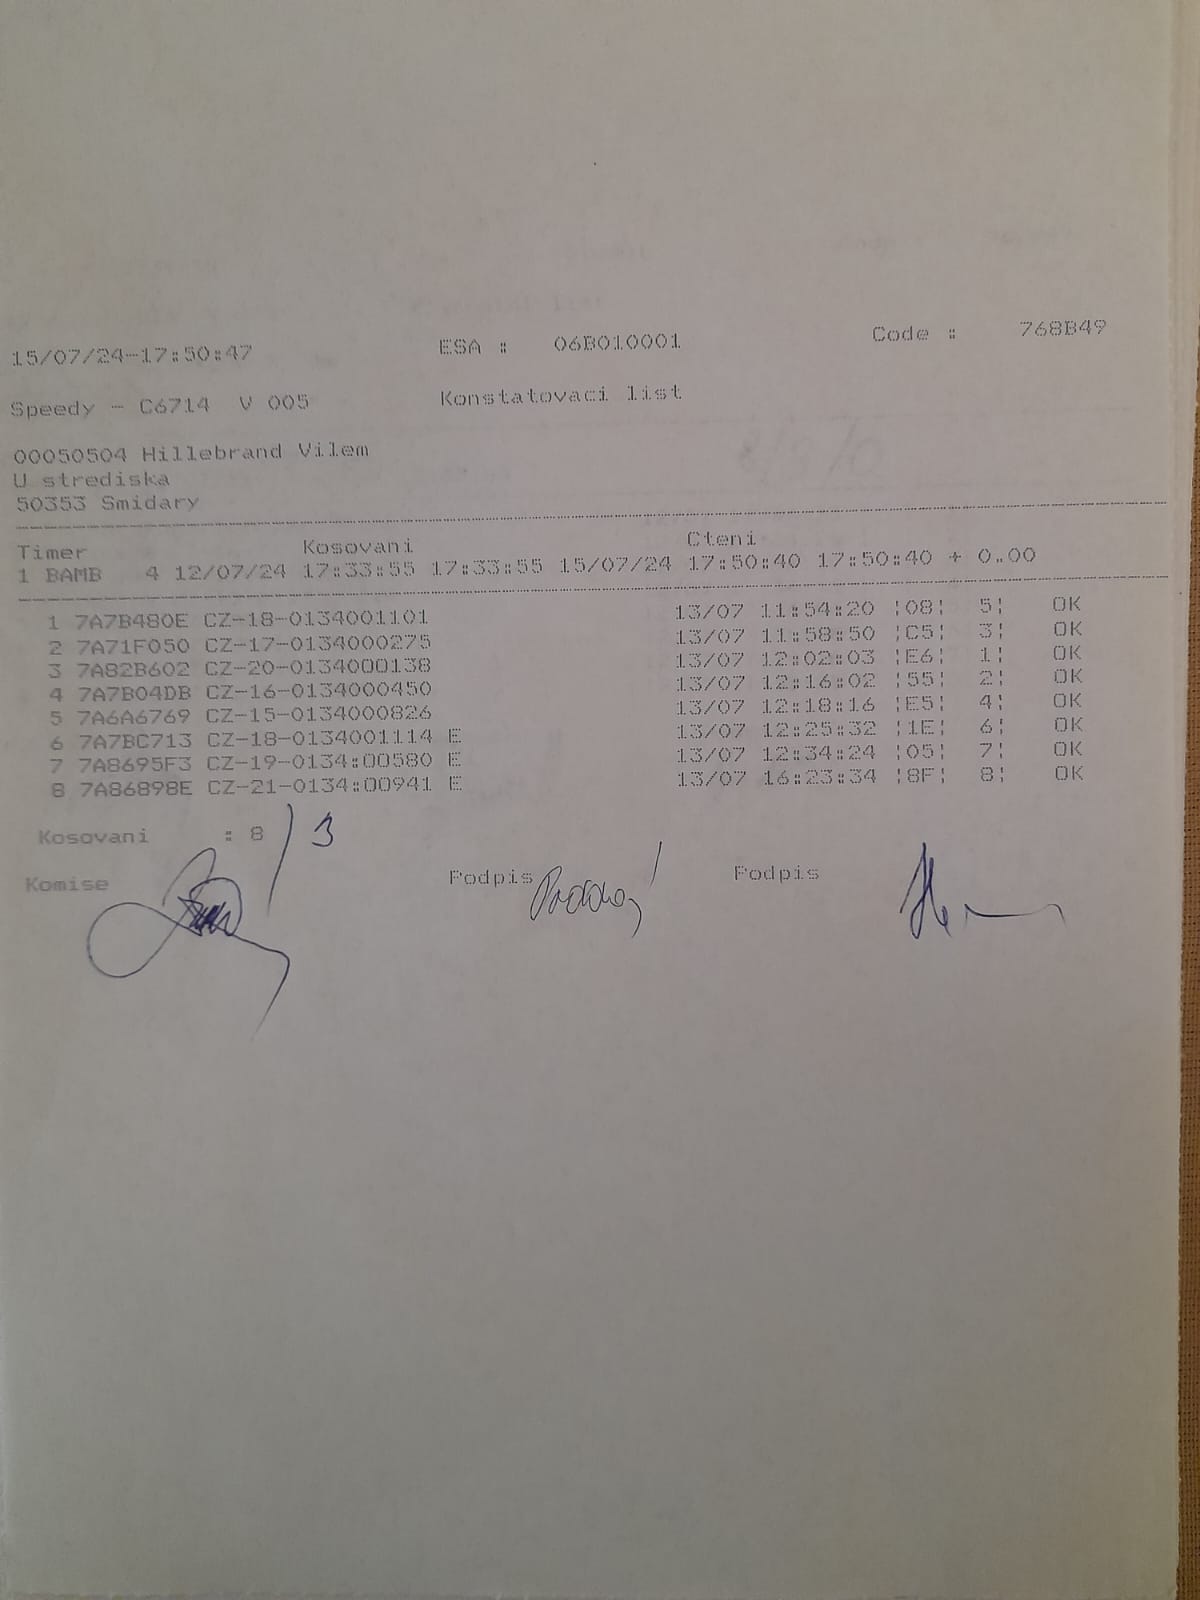 15/07/24-17:50:47 ESA : 06B010001 Code : 768B49
Speedy - C6714 V 005 Konstatovaci list
00050504 Hillebrand Vilem
U strediska
50353 Smidary
Timer Kosovani Cteni
1 BAMB 4 12/07/24 17:33:55 17:33:55 15/07/24 17:50:40 17:50:40 + 0.00
1 7A7B480E CZ-18-0134001101 13/07 11:54:20 ¦08¦ 5¦ OK
2 7A71F050 CZ-17-0134000275 13/07 11:58:50 ¦C5¦ 3¦ OK
3 7A82B602 CZ-20-0134000138 13/07 12:02:03 ¦E6¦ 1¦ OK
4 7A7B04DB CZ-16-0134000450 13/07 12:16:02 ¦55¦ 2¦ OK
5 7A6A6769 CZ-15-0134000826 13/07 12:18:16 ¦E5¦ 4¦ OK
6 7A7BC713 CZ-18-0134001114 E 13/07 12:25:32 ¦1E¦ 6¦ OK
7 7A8695F3 CZ-19-0134:00580 E 13/07 12:34:24 ¦05¦ 7¦ OK
8 7A86898E CZ-21-0134:00941 E 13/07 16:23:34 ¦8F¦ 8¦ OK
Kosovani : 8 / 3
Komise Podpis Podpis